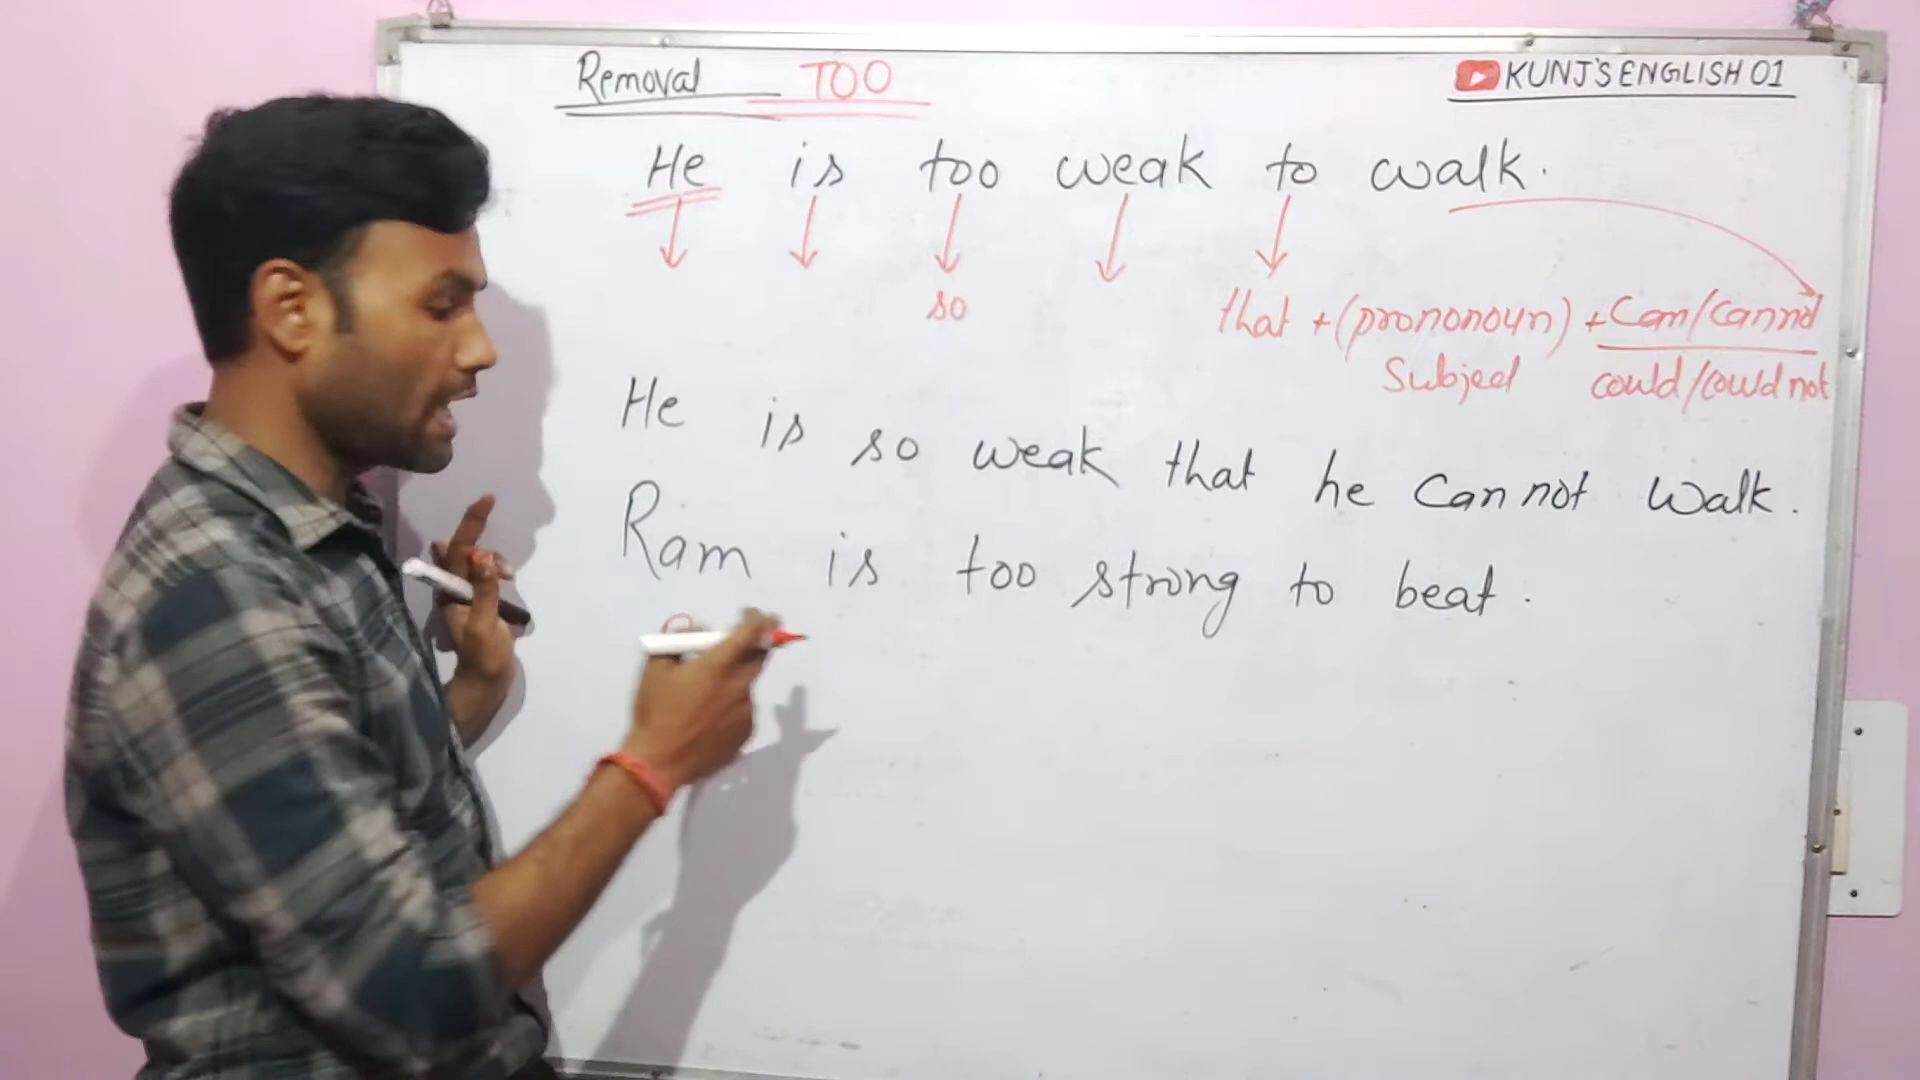 Removal TOO
KUNJ'S ENGLISH 01
He is too weak to walk.
so that + (prononoun) + Can/cannot
Subject could/could not
He is so weak that he Can not walk.
Ram is too strong to beat.